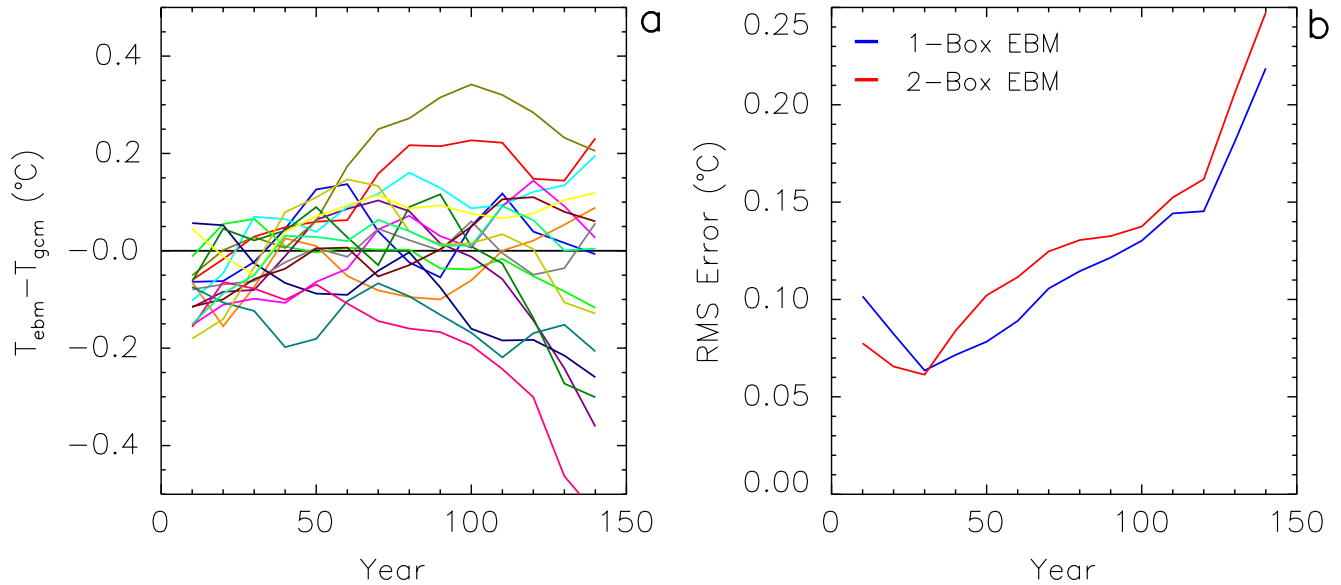 a
0.4
0.2
−0.0
−0.2
−0.4
T_ebm−T_gcm (°C)
0 50 100 150
Year
b
1−Box EBM
2−Box EBM
0.25
0.20
0.15
0.10
0.05
0.00
RMS Error (°C)
0 50 100 150
Year